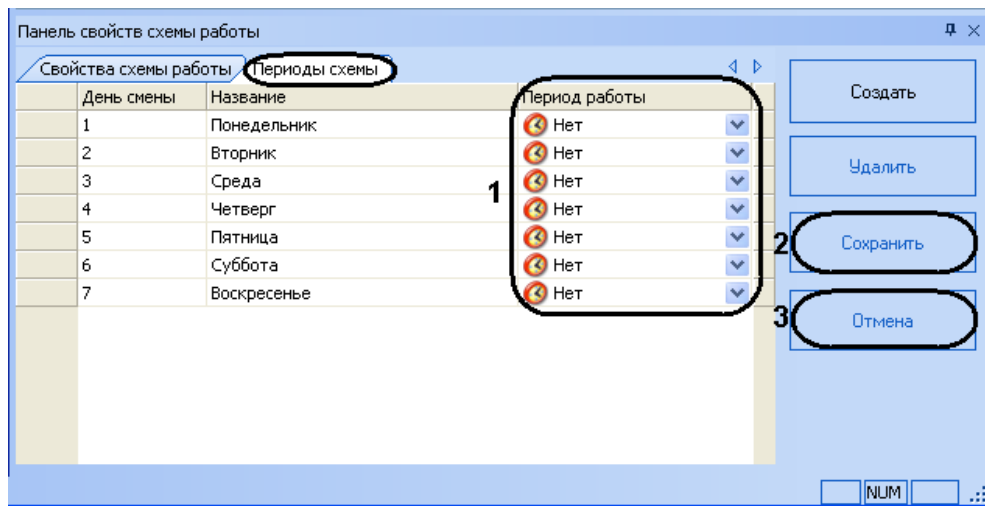 Панель свойств схемы работы
Свойства схемы работы Периоды схемы
День смены Название Период работы
1 Понедельник Нет
2 Вторник Нет
3 Среда Нет
4 Четверг Нет
5 Пятница Нет
6 Суббота Нет
7 Воскресенье Нет
1
Создать
Удалить
2 Сохранить
3 Отмена
NUM